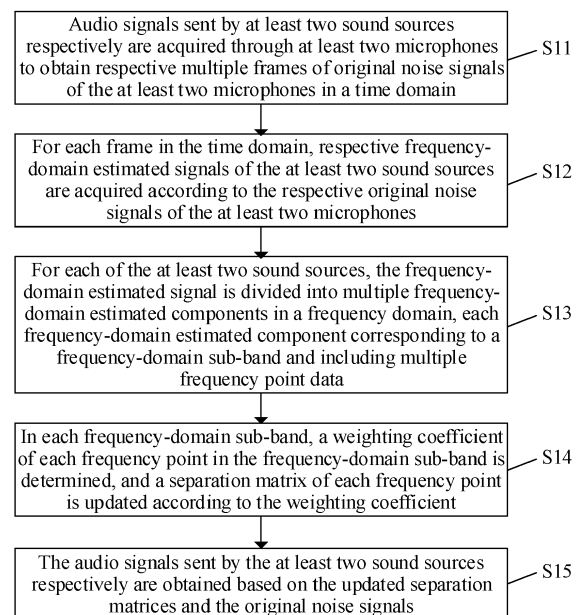 Audio signals sent by at least two sound sources
respectively are acquired through at least two microphones
to obtain respective multiple frames of original noise signals
of the at least two microphones in a time domain
S11
For each frame in the time domain, respective frequency-
domain estimated signals of the at least two sound sources
are acquired according to the respective original noise
signals of the at least two microphones
S12
For each of the at least two sound sources, the frequency-
domain estimated signal is divided into multiple frequency-
domain estimated components in a frequency domain, each
frequency-domain estimated component corresponding to a
frequency-domain sub-band and including multiple
frequency point data
S13
In each frequency-domain sub-band, a weighting coefficient
of each frequency point in the frequency-domain sub-band is
determined, and a separation matrix of each frequency point
is updated according to the weighting coefficient
S14
The audio signals sent by the at least two sound sources
respectively are obtained based on the updated separation
matrices and the original noise signals
S15